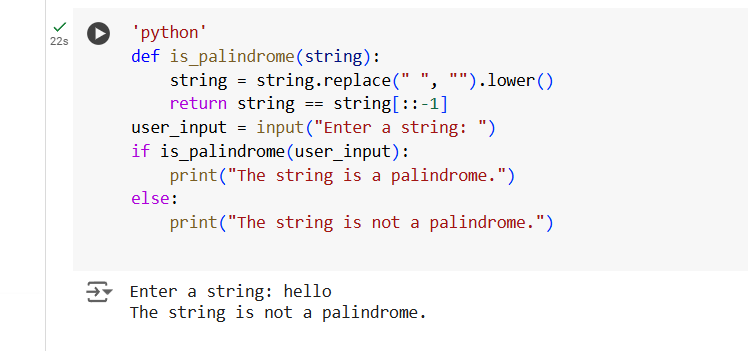 22s
'python'
def is_palindrome(string):
    string = string.replace(" ", "").lower()
    return string == string[::-1]
user_input = input("Enter a string: ")
if is_palindrome(user_input):
    print("The string is a palindrome.")
else:
    print("The string is not a palindrome.")
Enter a string: hello
The string is not a palindrome.